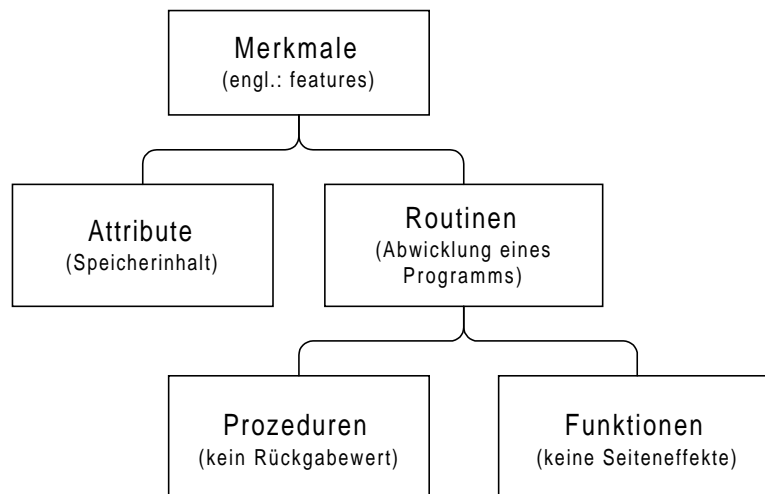 Merkmale
(engl.: features)
Attribute
(Speicherinhalt)
Routinen
(Abwicklung eines
Programms)
Prozeduren
(kein Rückgabewert)
Funktionen
(keine Seiteneffekte)